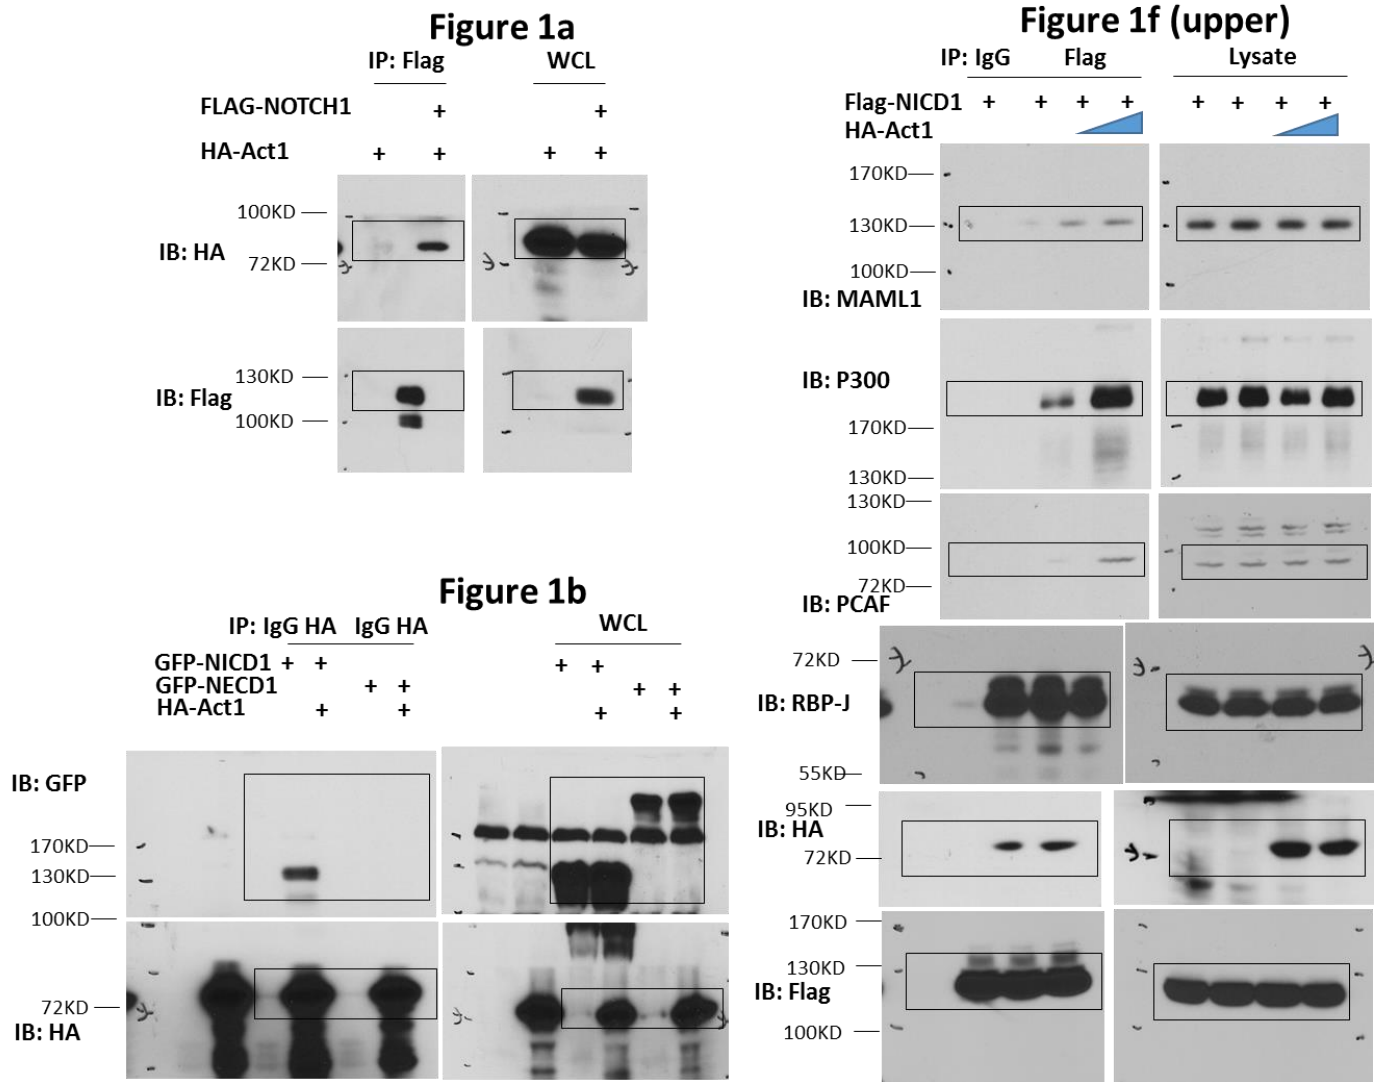 Figure 1a
IP: Flag WCL
FLAG-NOTCH1 + +
HA-Act1 + + + +
100KD
IB: HA
72KD
130KD
IB: Flag
100KD
Figure 1b
IP: IgG HA IgG HA WCL
GFP-NICD1 + + + +
GFP-NECD1 + + + +
HA-Act1 + + + +
IB: GFP
170KD
130KD
100KD
72KD
IB: HA
Figure 1f (upper)
IP: IgG Flag Lysate
Flag-NICD1 + + + + + + + +
HA-Act1
170KD
130KD
100KD
IB: MAML1
IB: P300
170KD
130KD
130KD
100KD
72KD
IB: PCAF
72KD
IB: RBP-J
55KD
95KD
IB: HA
72KD
170KD
130KD
IB: Flag
100KD